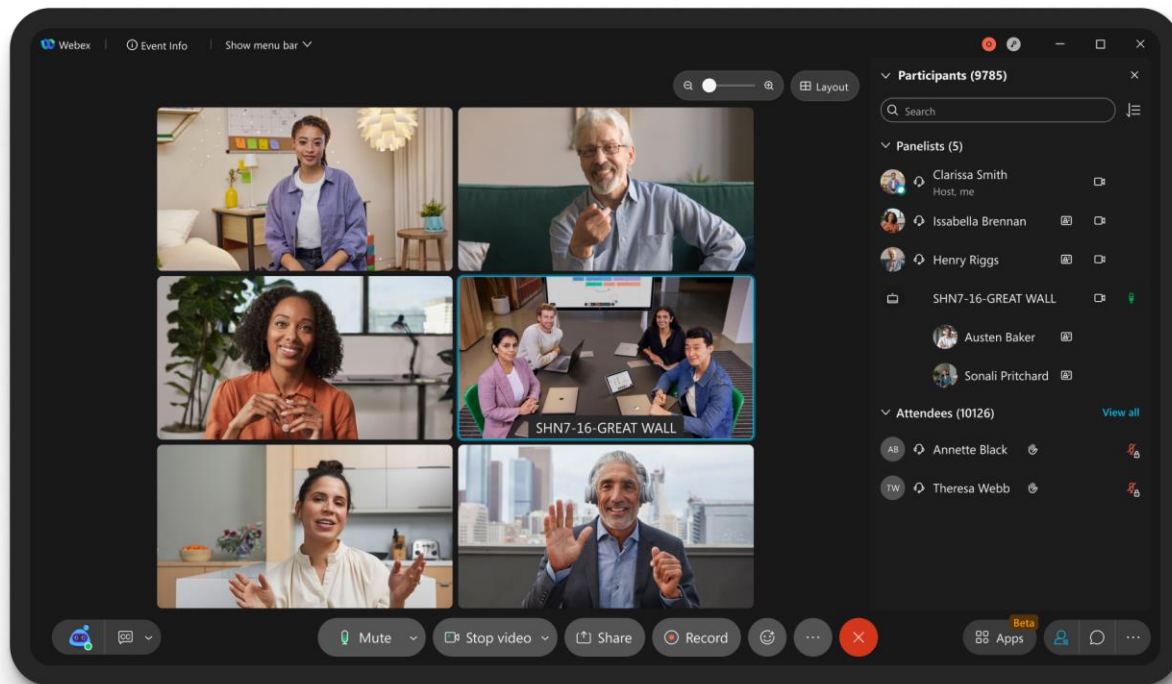 Webex
Event Info
Show menu bar
Layout
Participants (9785)
Search
Panelists (5)
Clarissa Smith
Host, me
Issabella Brennan
Henry Riggs
SHN7-16-GREAT WALL
Austen Baker
Sonali Pritchard
Attendees (10126)
View all
AB Annette Black
TW Theresa Webb
SHN7-16-GREAT WALL
CC
Mute
Stop video
Share
Record
Beta
Apps